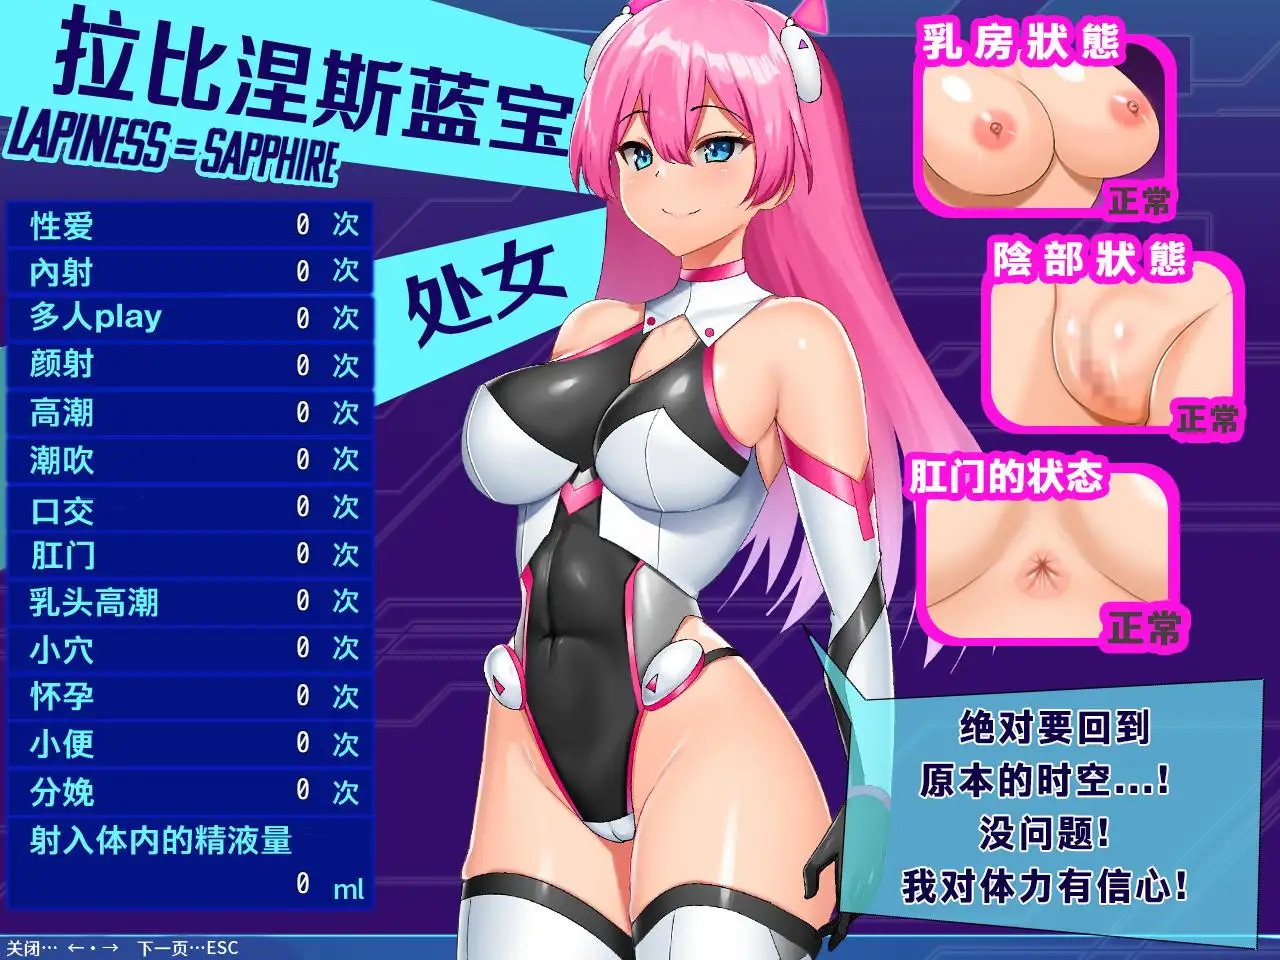 拉比涅斯蓝宝
LAPINESS=SAPPHIRE
处女
性爱 0 次
內射 0 次
多人play 0 次
颜射 0 次
高潮 0 次
潮吹 0 次
口交 0 次
肛门 0 次
乳头高潮 0 次
小穴 0 次
怀孕 0 次
小便 0 次
分娩 0 次
射入体内的精液量
0 ml
乳房狀態
正常
陰部狀態
正常
肛门的状态
正常
绝对要回到
原本的时空...!
没问题!
我对体力有信心!
关闭… ←・→ 下一页…ESC